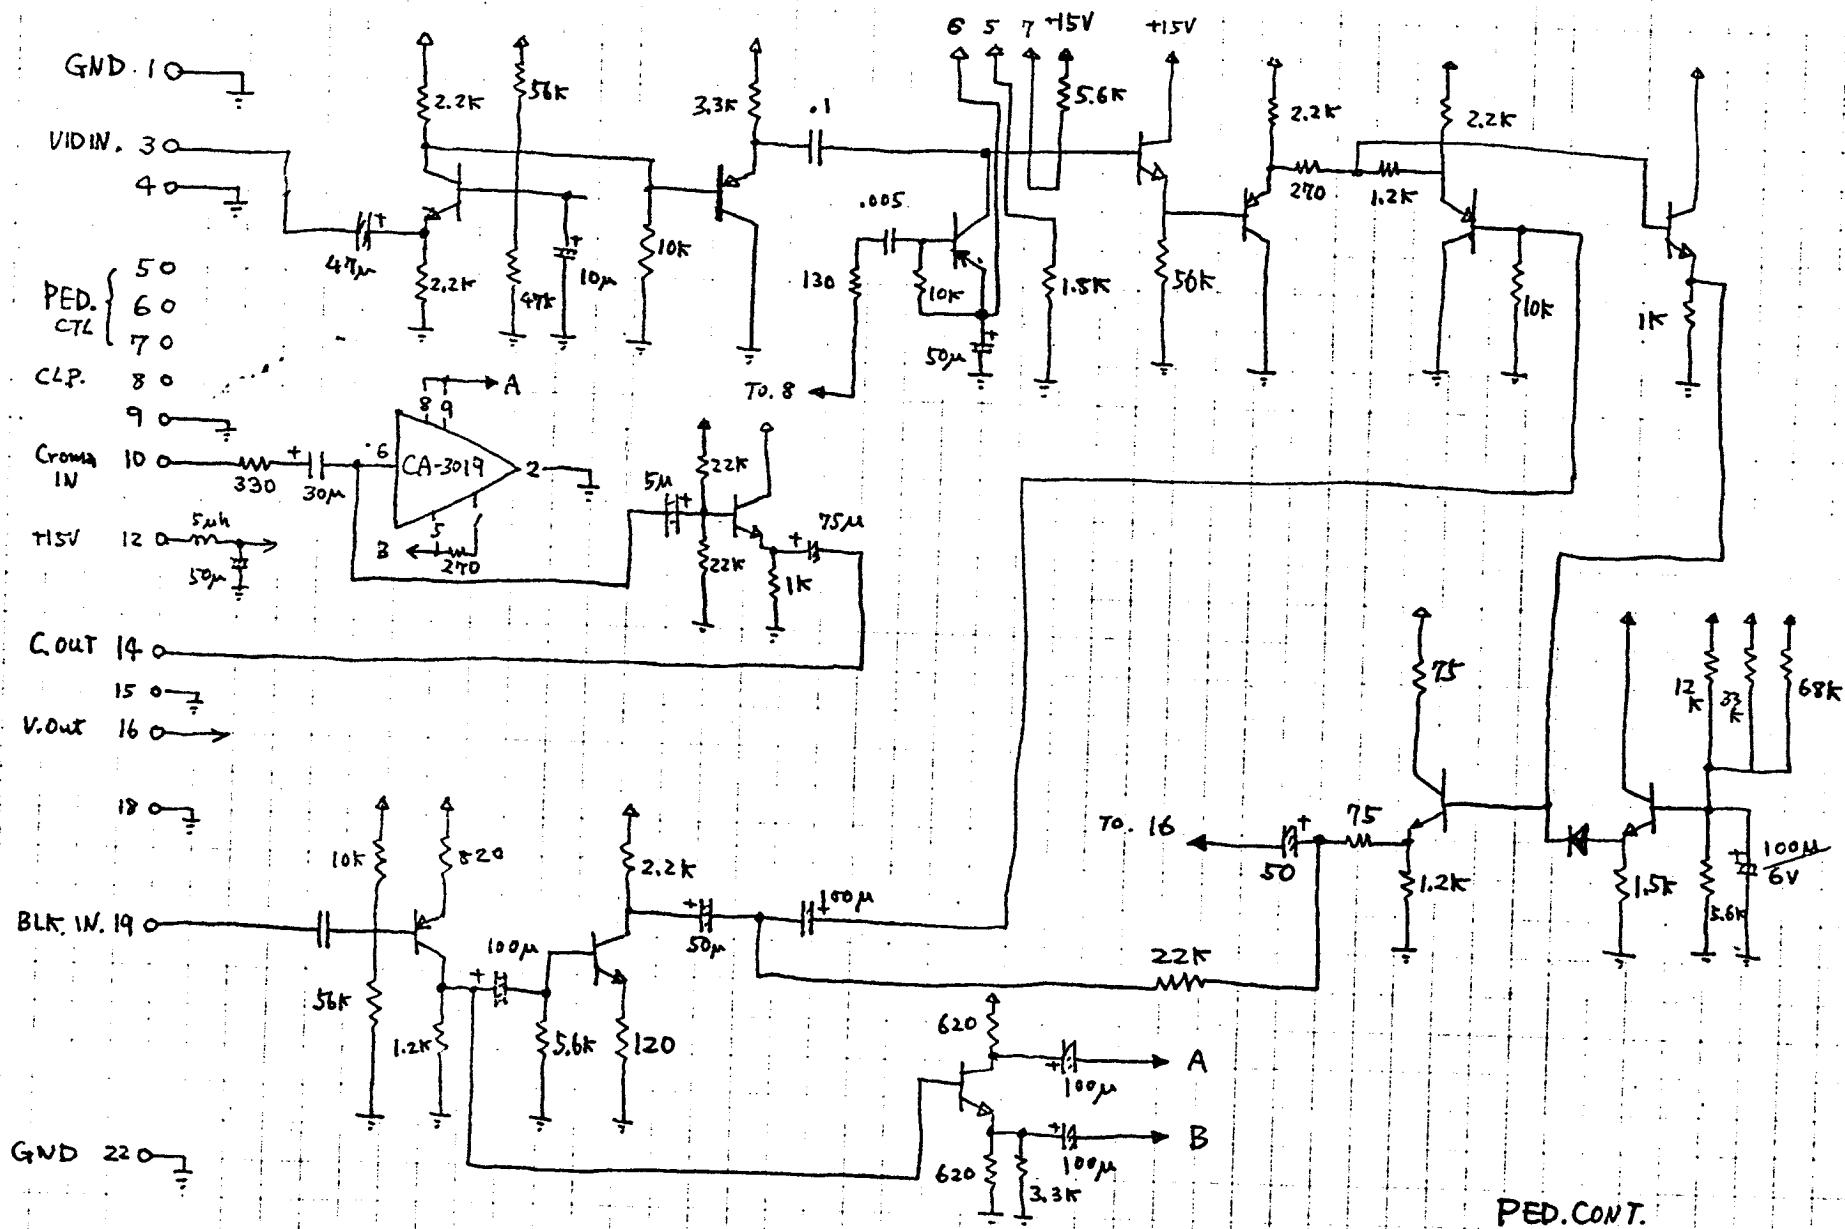 6 5 7 +15V +15V
GND. 1
2.2K
56K
3.3K
.1
5.6K
2.2K
2.2K
VIDIN. 3
4
47μ
2.2K
47K
10μ
10K
.005
130
10K
50μ
1.5K
56K
270
1.2K
10K
1K
TO. 8
PED. CTL
5
6
7
CLP. 8
9
A
8 9
Croma IN 10
330
30μ
6
CA-3019
2
5
B
270
5μ
22K
22K
75μ
1K
+15V 12
5μh
50μ
C.OUT 14
15
V.Out 16
18
75
12K
33K
68K
TO. 16
50
75
1.2K
1.5K
5.6K
100μ
6V
10K
820
2.2K
BLK. IN. 19
100μ
50μ
100μ
22K
56K
1.2K
5.6K
120
620
A
100μ
B
100μ
620
3.3K
GND 22
PED.CONT.